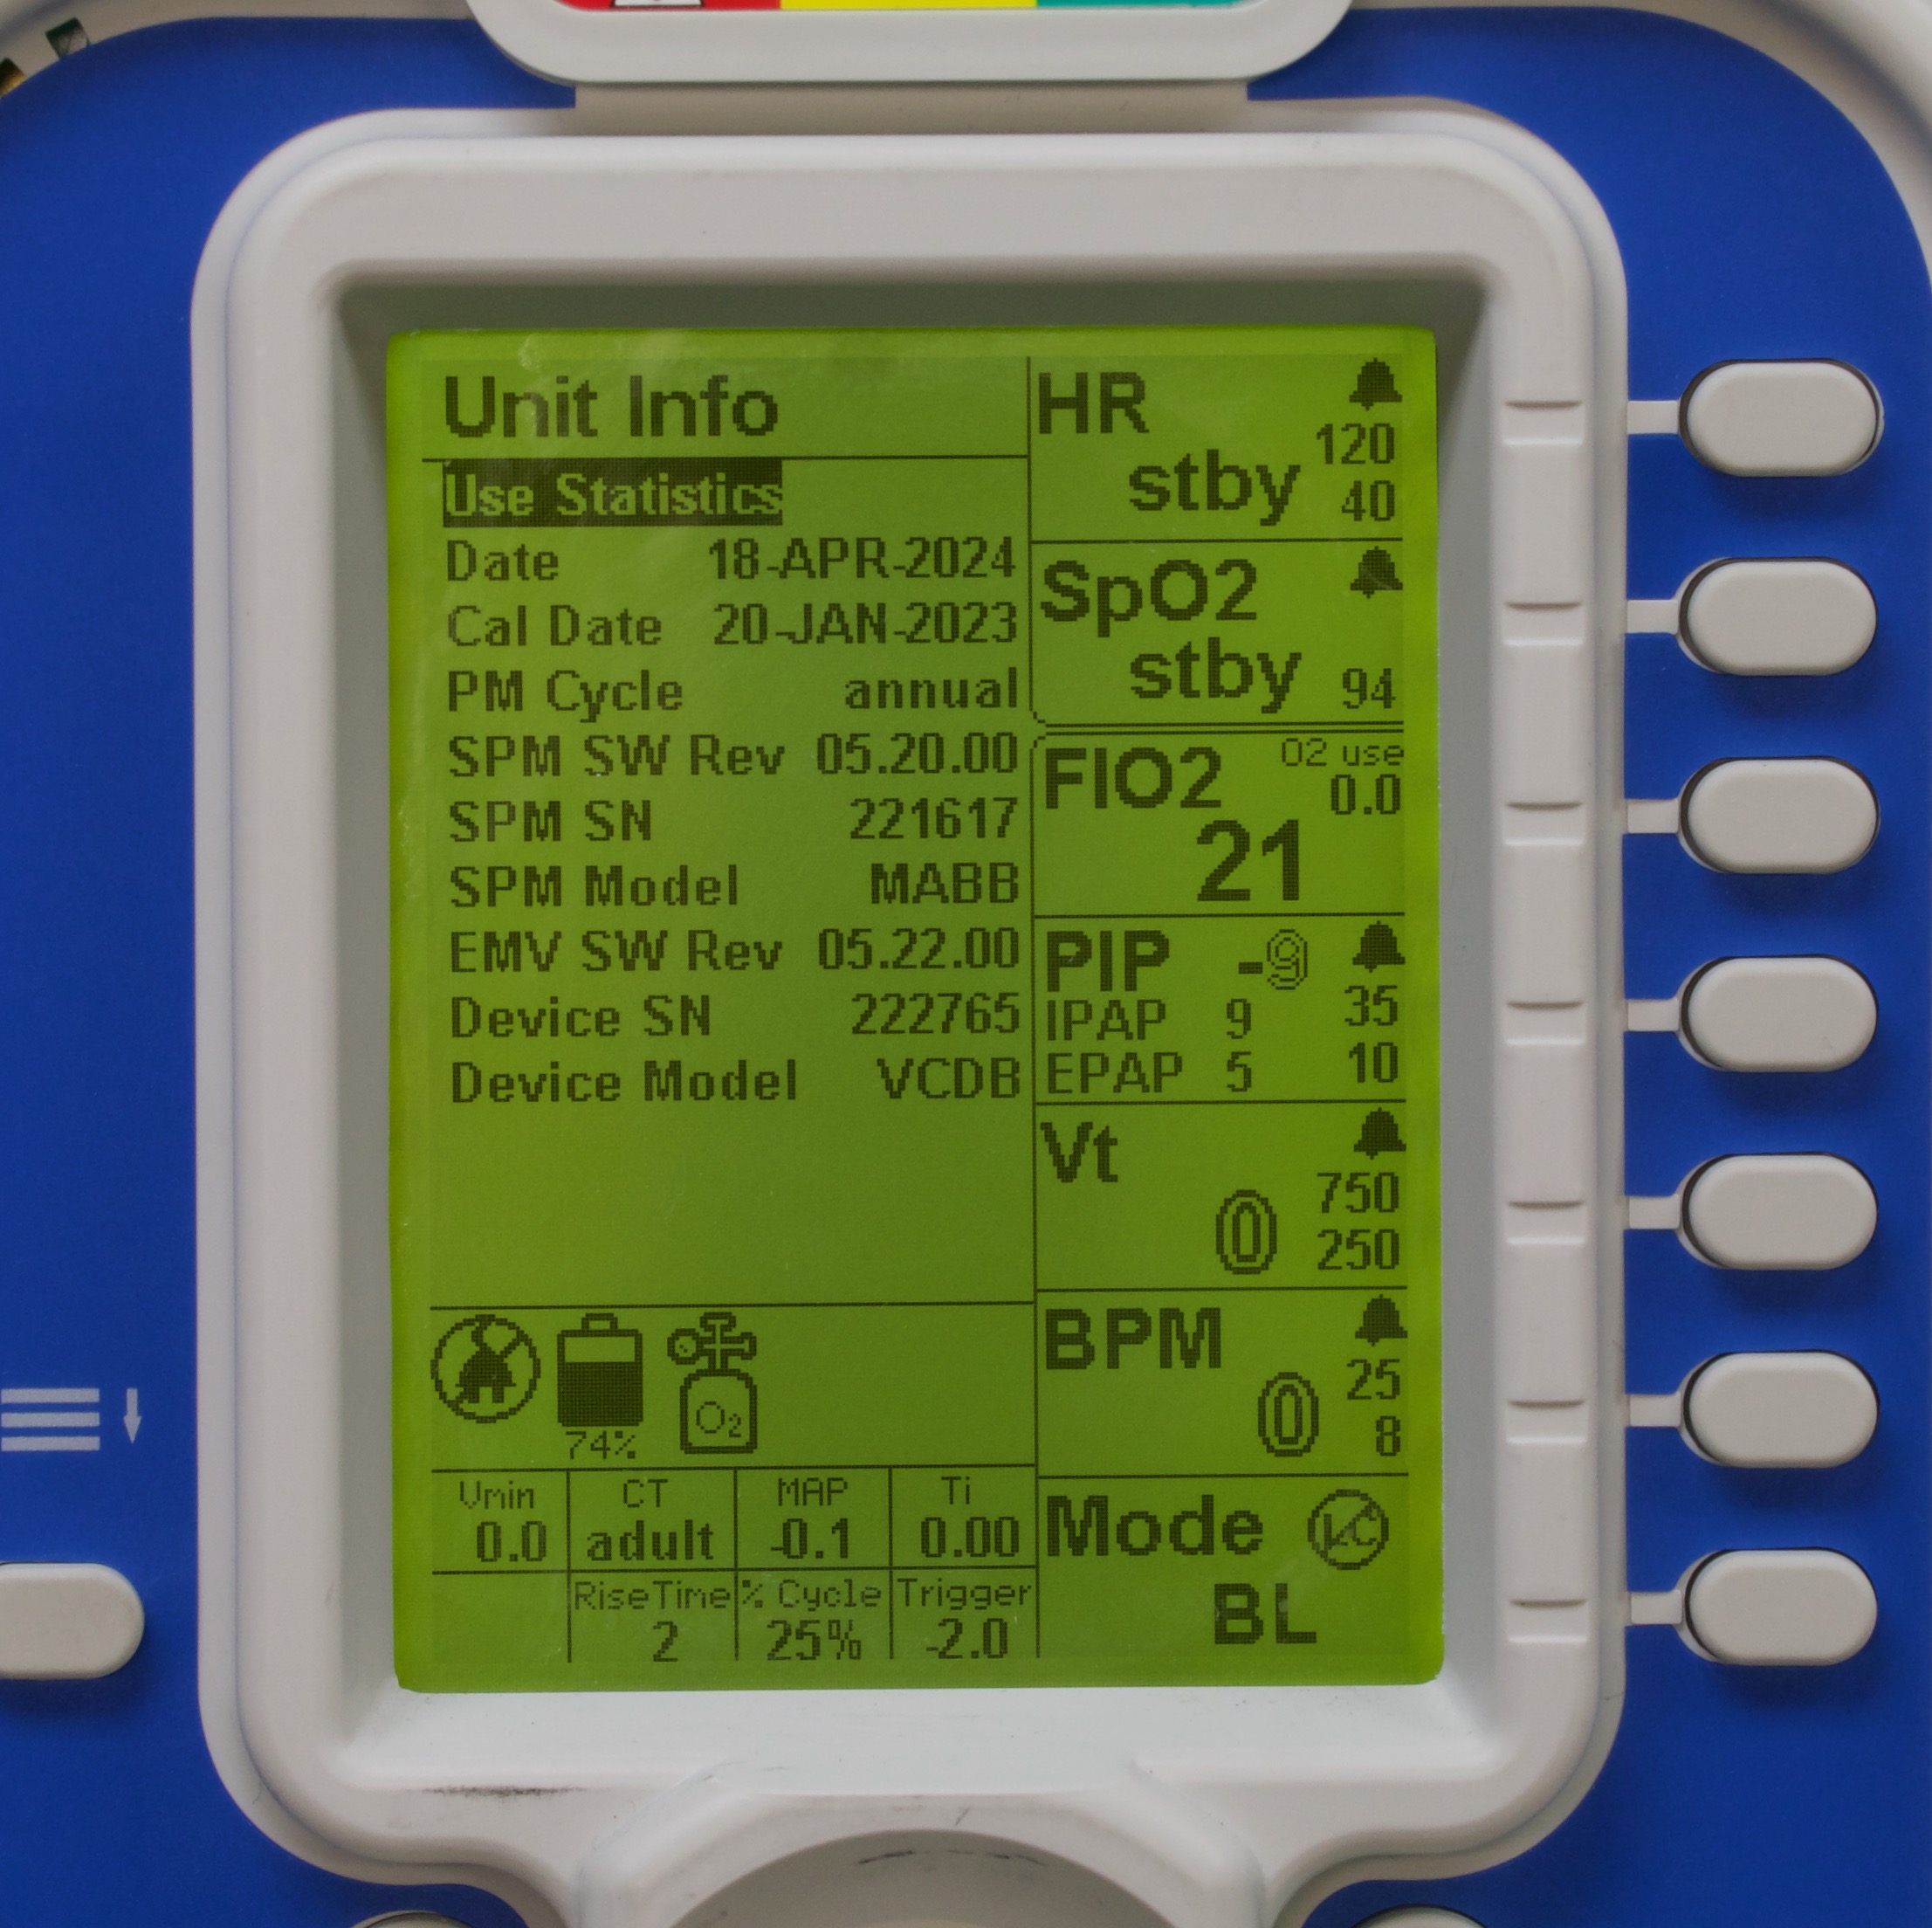 Unit Info
Use Statistics
Date 18-APR-2024
Cal Date 20-JAN-2023
PM Cycle annual
SPM SW Rev 05.20.00
SPM SN 221617
SPM Model MABB
EMV SW Rev 05.22.00
Device SN 222765
Device Model VCDB
O2
74%
Vmin CT MAP Ti
0.0 adult -0.1 0.00
RiseTime % Cycle Trigger
2 25% -2.0
HR
120
stby 40
SpO2
stby 94
FIO2 O2 use
0.0
21
PIP -9
35
IPAP 9
EPAP 5 10
Vt
750
0 250
BPM
25
0 8
Mode
BL